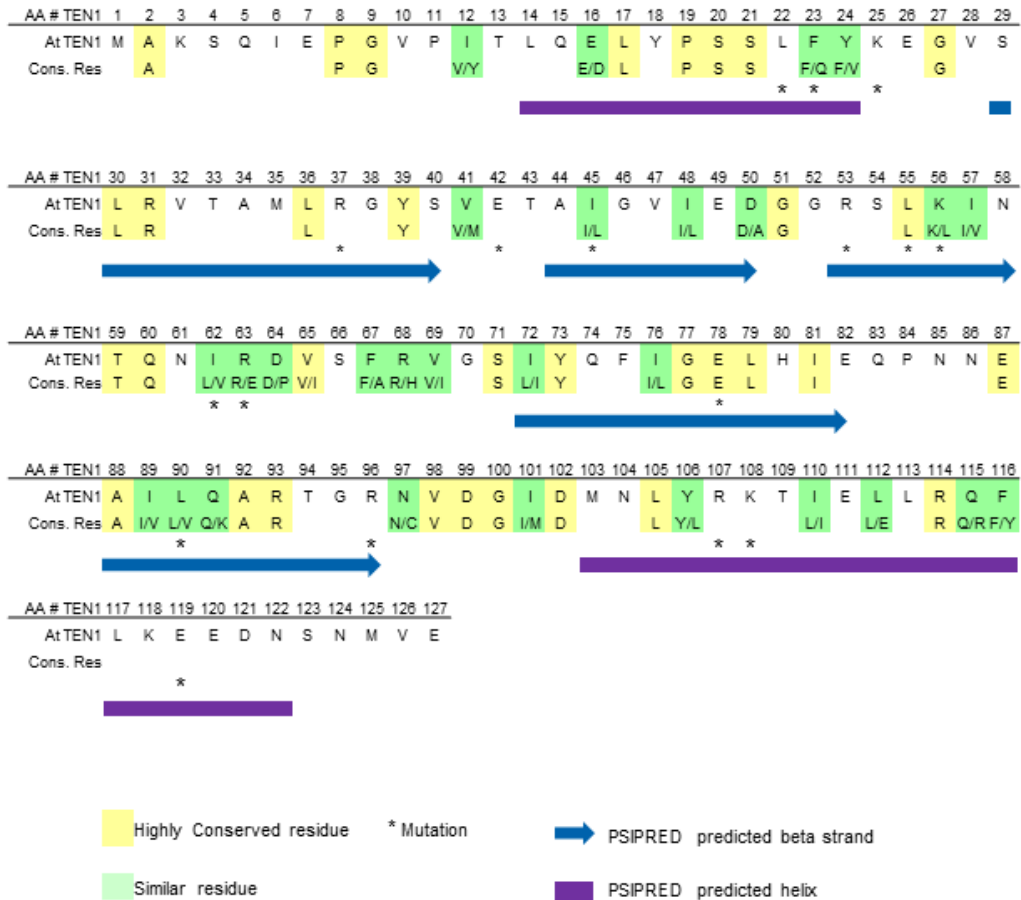 AA # TEN1 1 2 3 4 5 6 7 8 9 10 11 12 13 14 15 16 17 18 19 20 21 22 23 24 25 26 27 28 29
At TEN1 M A K S Q I E P G V P I T L Q E L Y P S S L F Y K E G V S
Cons. Res A P G V/Y E/D L P S S F/Q F/V G
* * *
AA # TEN1 30 31 32 33 34 35 36 37 38 39 40 41 42 43 44 45 46 47 48 49 50 51 52 53 54 55 56 57 58
At TEN1 L R V T A M L R G Y S V E T A I G V I E D G G R S L K I N
Cons. Res L R L Y V/M I/L I/L D/A G L K/L I/V
* * * * * *
AA # TEN1 59 60 61 62 63 64 65 66 67 68 69 70 71 72 73 74 75 76 77 78 79 80 81 82 83 84 85 86 87
At TEN1 T Q N I R D V S F R V G S I Y Q F I G E L H I E Q P N N E
Cons. Res T Q L/V R/E D/P V/I F/A R/H V/I S L/I Y I/L G E L I E
* * *
AA # TEN1 88 89 90 91 92 93 94 95 96 97 98 99 100 101 102 103 104 105 106 107 108 109 110 111 112 113 114 115 116
At TEN1 A I L Q A R T G R N V D G I D M N L Y R K T I E L L R Q F
Cons. Res A I/V L/V Q/K A R N/C V D G I/M D L Y/L L/I L/E R Q/R F/Y
* * * *
AA # TEN1 117 118 119 120 121 122 123 124 125 126 127
At TEN1 L K E E D N S N M V E
Cons. Res
*
Highly Conserved residue * Mutation PSIPRED predicted beta strand
Similar residue PSIPRED predicted helix